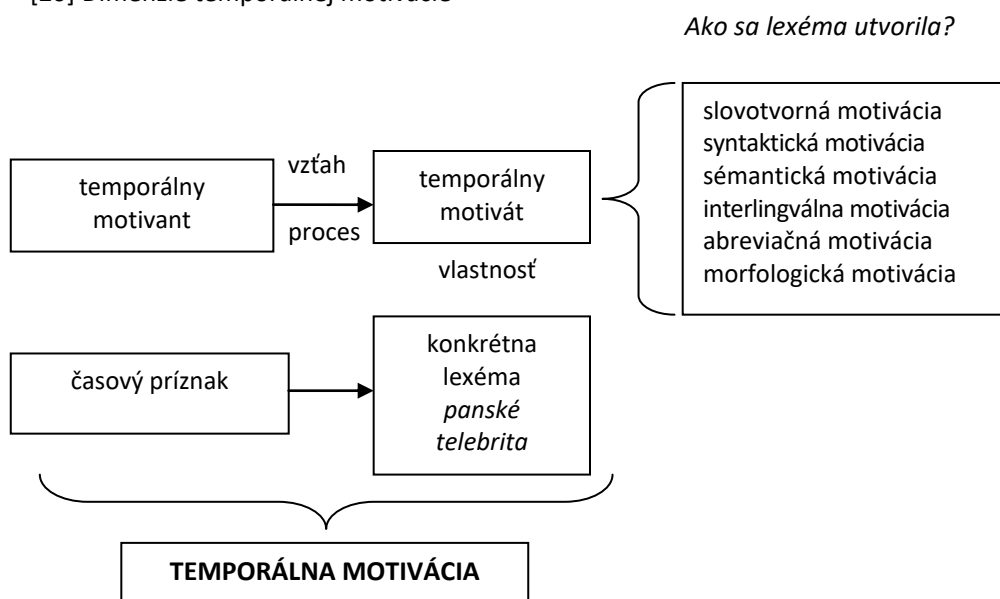 Ako sa lexéma utvorila?
slovotvorná motivácia
syntaktická motivácia
sémantická motivácia
interlingválna motivácia
abreviačná motivácia
morfologická motivácia
temporálny
motivant
vzťah
proces
temporálny
motivát
vlastnosť
časový príznak
konkrétna
lexéma
panské
telebrita
TEMPORÁLNA MOTIVÁCIA